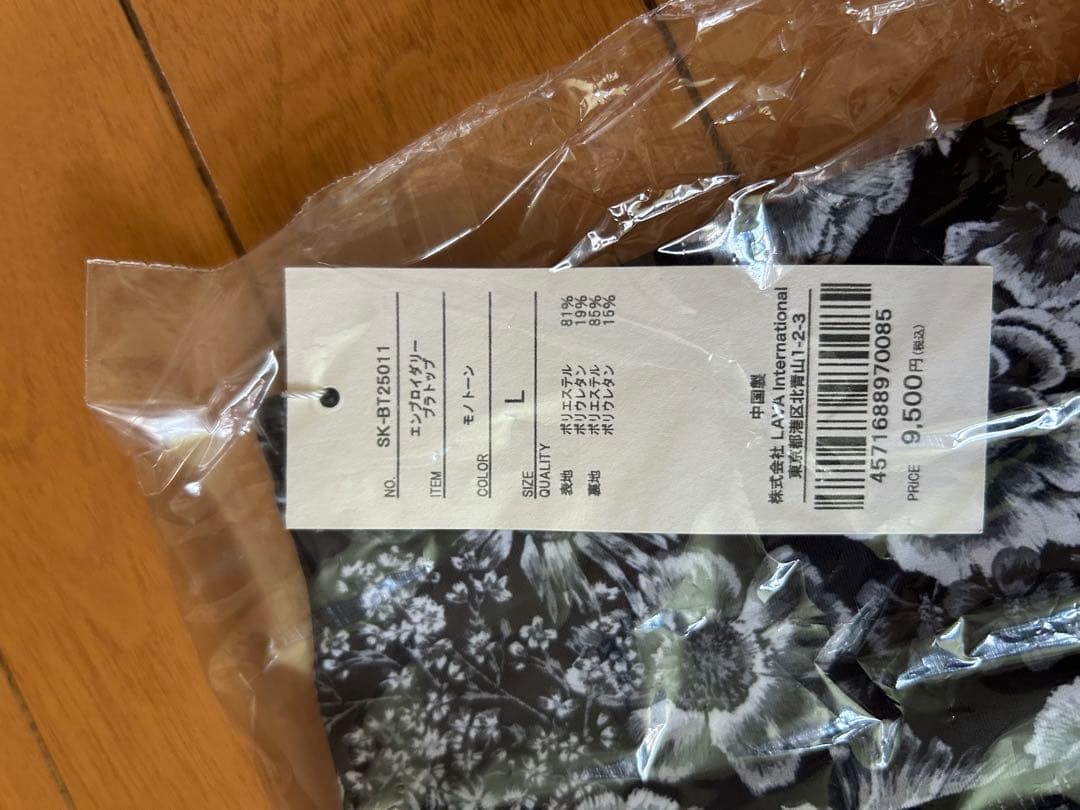 NO. SK-BT25011
ITEM エンブロイダリー
ブラトップ
COLOR モノトーン
SIZE L
QUALITY
表地 ポリエステル 81%
ポリウレタン 19%
裏地 ポリエステル 85%
ポリウレタン 15%
中国製
株式会社 LAVA International
東京都港区北青山1-2-3
4571688970085
PRICE 9,500円(税込)